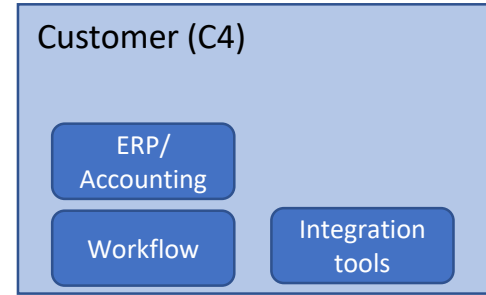 Customer (C4)
ERP/
Accounting
Workflow
Integration
tools